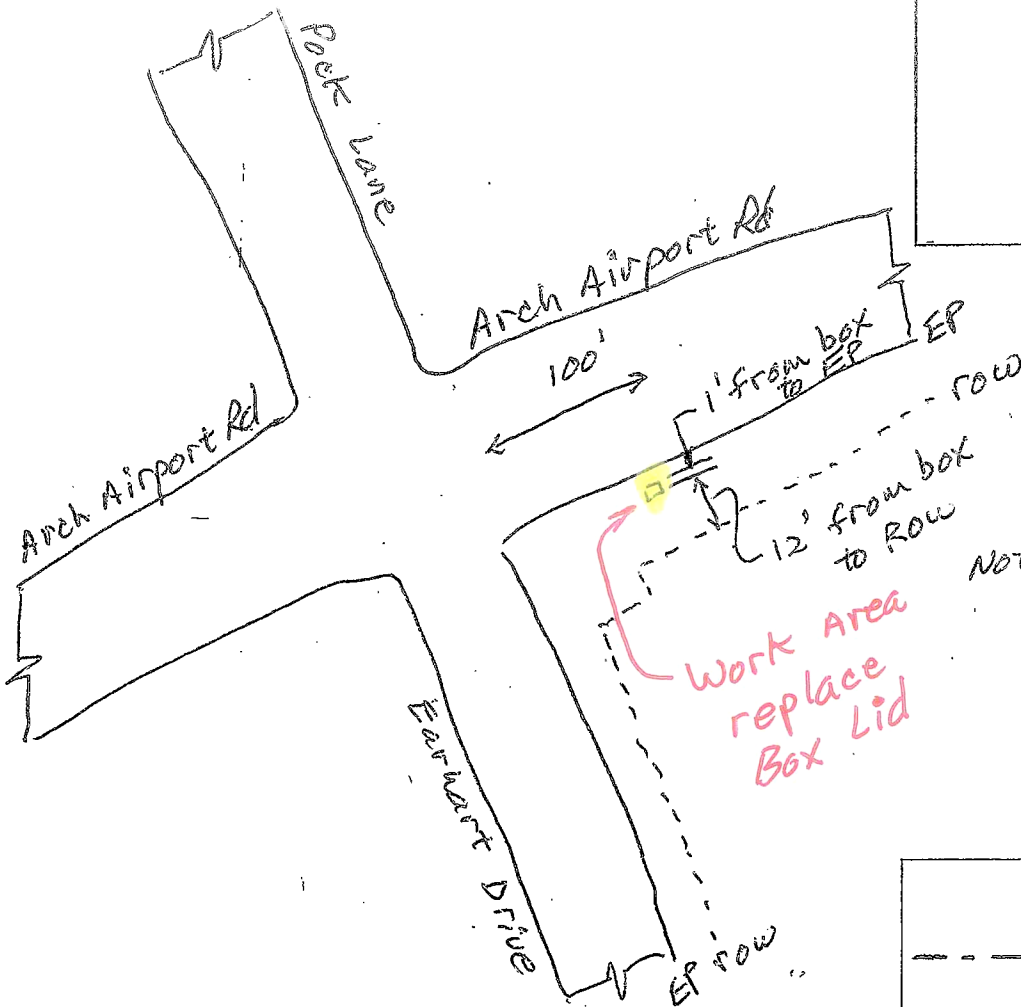 Pock Lane
Arch Airport Rd
100'
1' from box
to EP
EP
row
Arch Airport Rd
12' from box
to Row
NOT
Work Area
replace
Box Lid
Earhart Drive
EP row